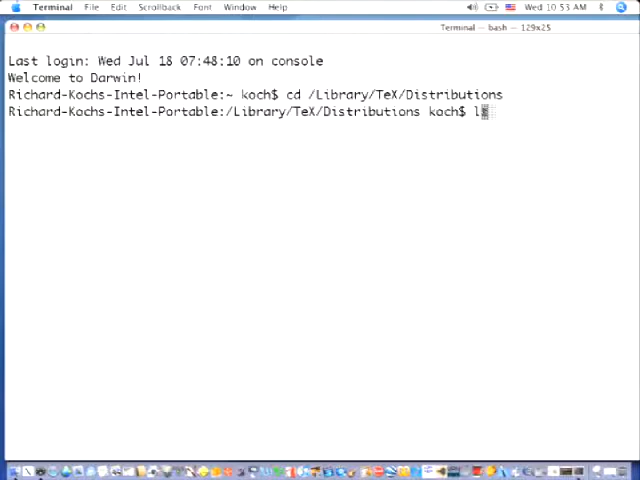 Terminal File Edit Scrollback Font Window Help Wed 10:53 AM
Terminal — bash — 129x25
Last login: Wed Jul 18 07:48:10 on console
Welcome to Darwin!
Richard-Kochs-Intel-Portable:~ koch$ cd /Library/TeX/Distributions
Richard-Kochs-Intel-Portable:/Library/TeX/Distributions koch$ l